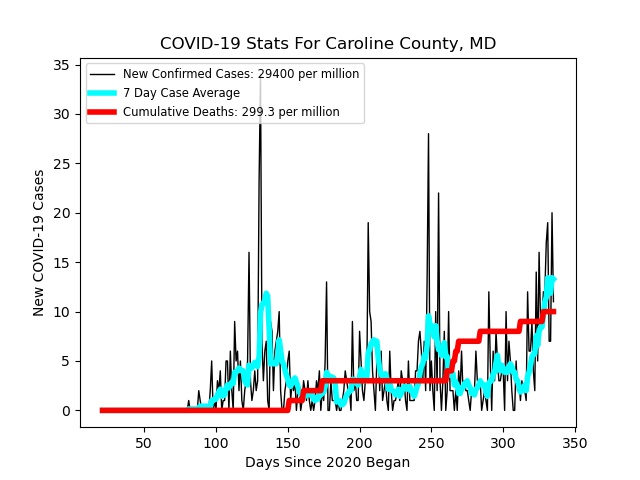 COVID-19 Stats For Caroline County, MD
New Confirmed Cases: 29400 per million
7 Day Case Average
Cumulative Deaths: 299.3 per million
New COVID-19 Cases
35
30
25
20
15
10
5
0
50
100
150
200
250
300
350
Days Since 2020 Began